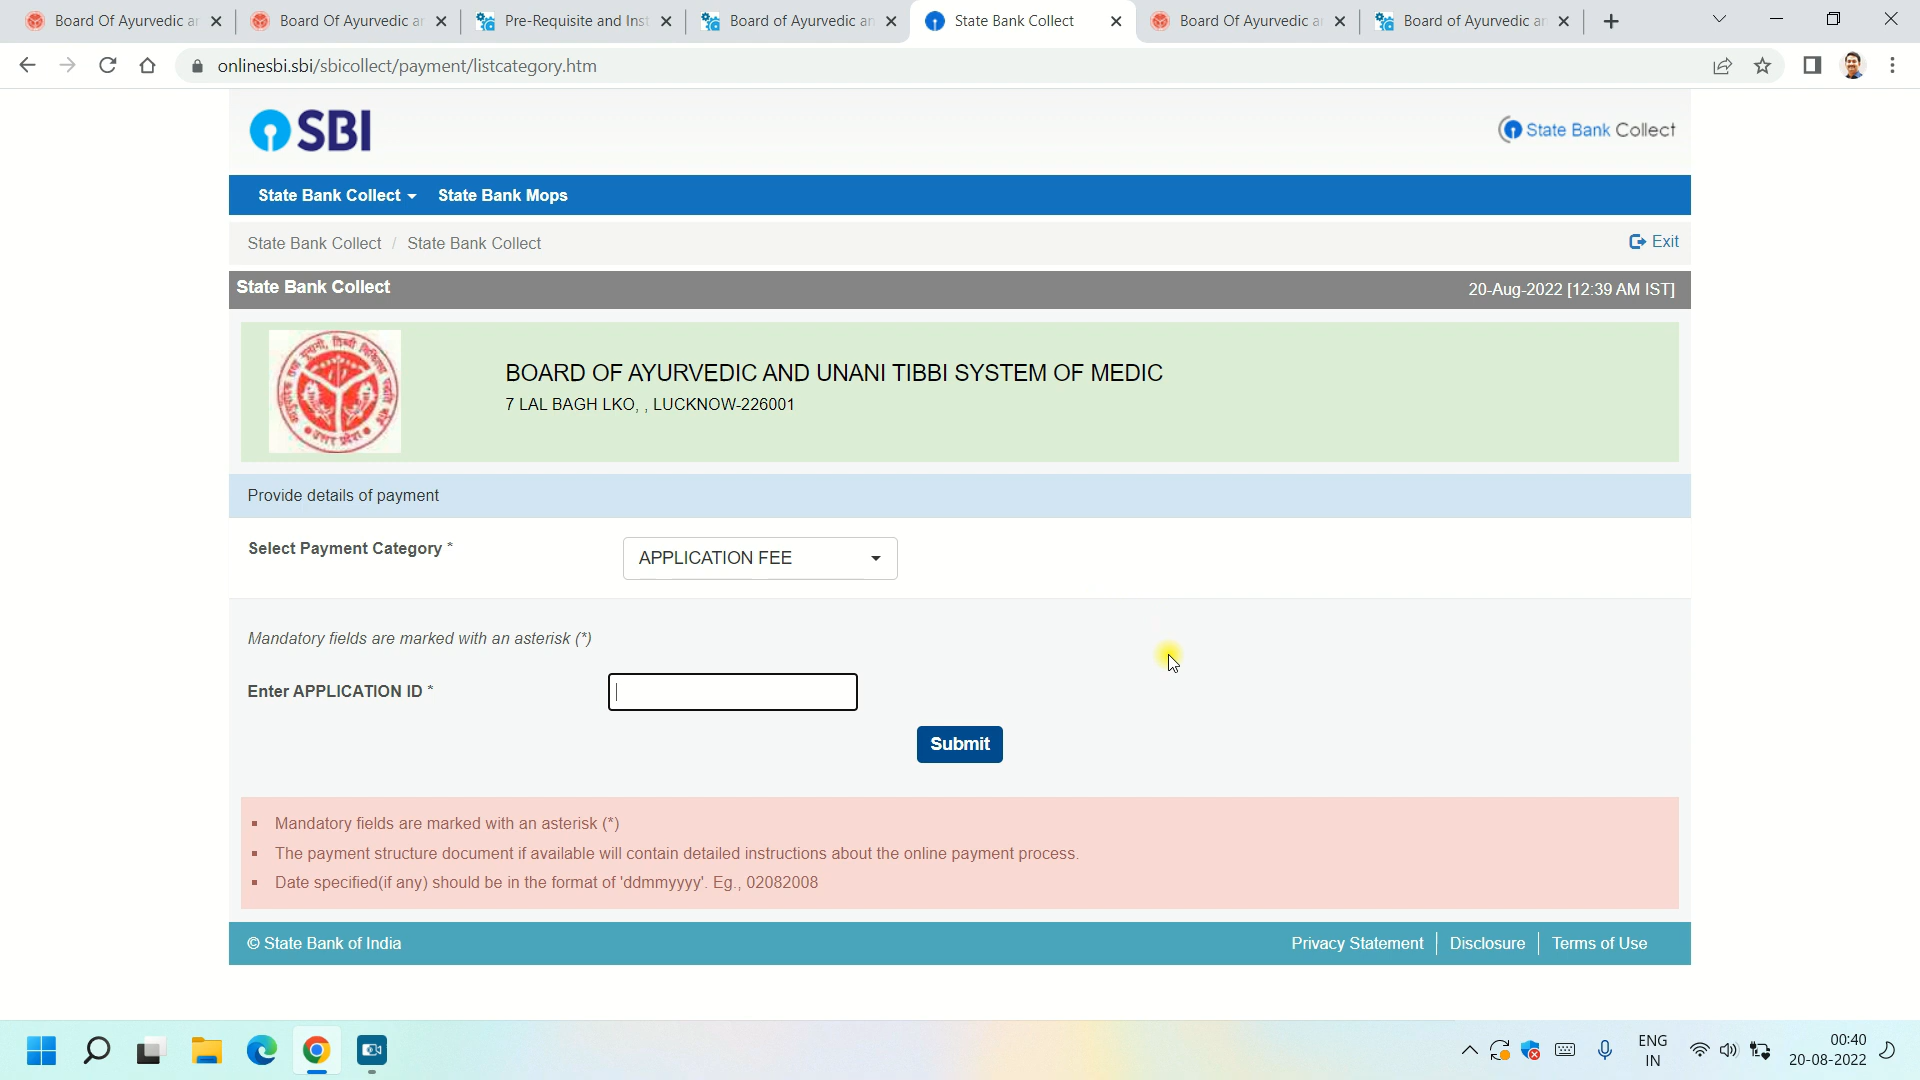 Board Of Ayurvedic ar
Board Of Ayurvedic ar
Pre-Requisite and Inst
Board of Ayurvedic an
State Bank Collect
Board Of Ayurvedic a
Board of Ayurvedic an
onlinesbi.sbi/sbicollect/payment/listcategory.htm
SBI
State Bank Collect
State Bank Collect State Bank Mops
State Bank Collect / State Bank Collect
Exit
State Bank Collect
20-Aug-2022 [12:39 AM IST]
BOARD OF AYURVEDIC AND UNANI TIBBI SYSTEM OF MEDIC
7 LAL BAGH LKO, , LUCKNOW-226001
उत्तर प्रदेश
Provide details of payment
Select Payment Category *
APPLICATION FEE
Mandatory fields are marked with an asterisk (*)
Enter APPLICATION ID *
Submit
Mandatory fields are marked with an asterisk (*)
The payment structure document if available will contain detailed instructions about the online payment process.
Date specified(if any) should be in the format of 'ddmmyyyy'. Eg., 02082008
© State Bank of India
Privacy Statement
Disclosure
Terms of Use
ENG
IN
00:40
20-08-2022